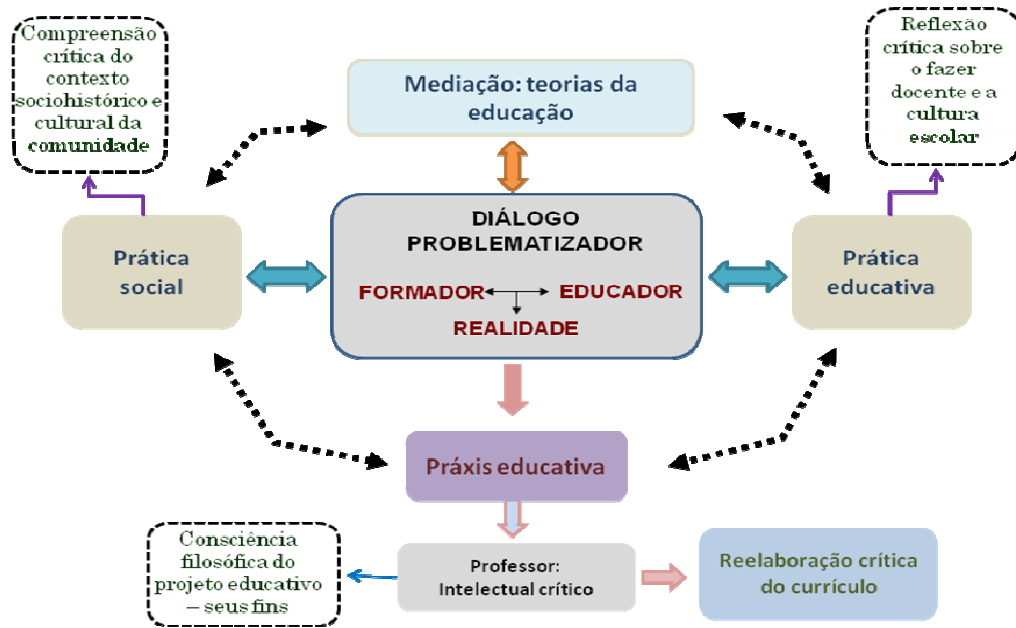 Compreensão
crítica do
contexto
sociohistórico e
cultural da
comunidade
Mediação: teorias da
educação
Reflexão
crítica sobre
o fazer
docente e a
cultura
escolar
Prática
social
DIÁLOGO
PROBLEMATIZADOR
FORMADOR EDUCADOR
REALIDADE
Prática
educativa
Práxis educativa
Consciência
filosófica do
projeto educativo
– seus fins
Professor:
Intelectual crítico
Reelaboração crítica
do currículo